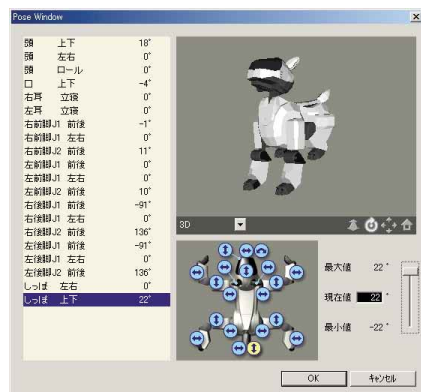 Pose Window
頭 上下 18°
頭 左右 0°
頭 ロール 0°
口 上下 -4°
右耳 立寝 0°
左耳 立寝 0°
右前脚J1 前後 -1°
右前脚J1 左右 0°
右前脚J2 前後 11°
左前脚J1 前後 0°
左前脚J1 左右 0°
左前脚J2 前後 10°
右後脚J1 前後 -91°
右後脚J1 左右 0°
右後脚J2 前後 136°
左後脚J1 前後 -91°
左後脚J1 左右 0°
左後脚J2 前後 136°
しっぽ 左右 0°
しっぽ 上下 22°
3D
最大値 22 °
現在値 22 °
最小値 -22 °
OK キャンセル